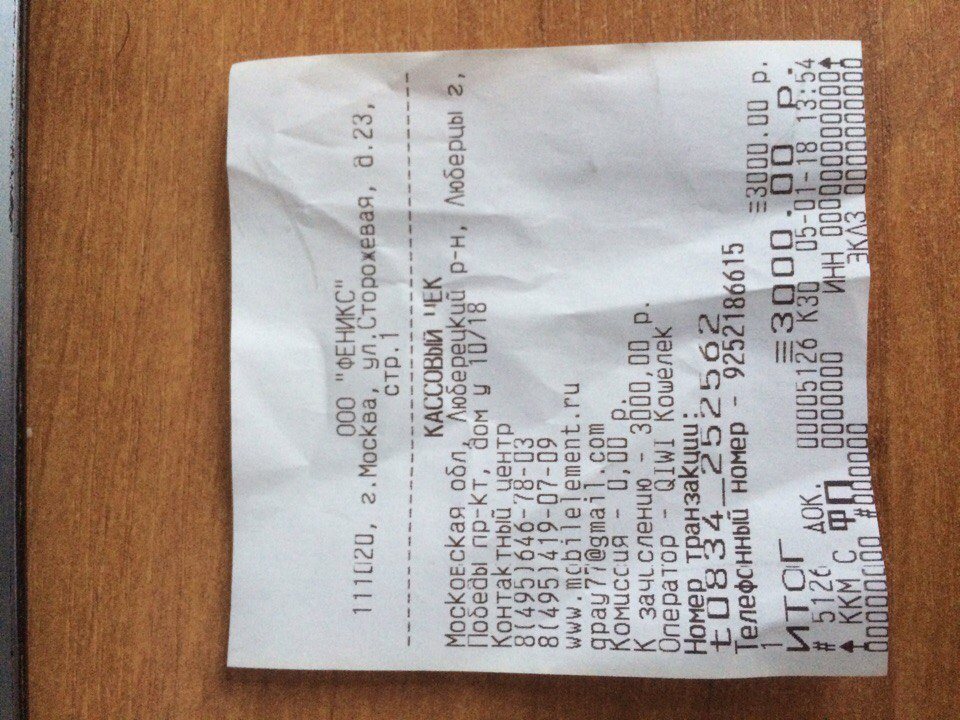 ООО "ФЕНИКС"
111020, г.Москва, ул.Сторожевая, д.23,
стр.1
КАССОВЫЙ ЧЕК
Московская обл, Люберецкий р-н, Люберцы г,
Победы пр-кт, дом у 10/18
Контактный центр
8(495)646-78-03
8(495)419-07-09
www.mobilelement.ru
gpay77@gmail.com
Комиссия - 0,00 р.
К зачислению - 3000,00 р.
Оператор - QIWI Кошелек
Номер транзакции:
t0834_252562
Телефонный номер - 9252186615
1 ≡3000.00 р.
ИТОГ ≡3000.00 р.
# 5126 ДОК. 00005126 К30 05-01-18 13:54
ККМ С ФП 0000000 ИНН 000000000000
00000000 #000000 ЭКЛЗ 0000000000